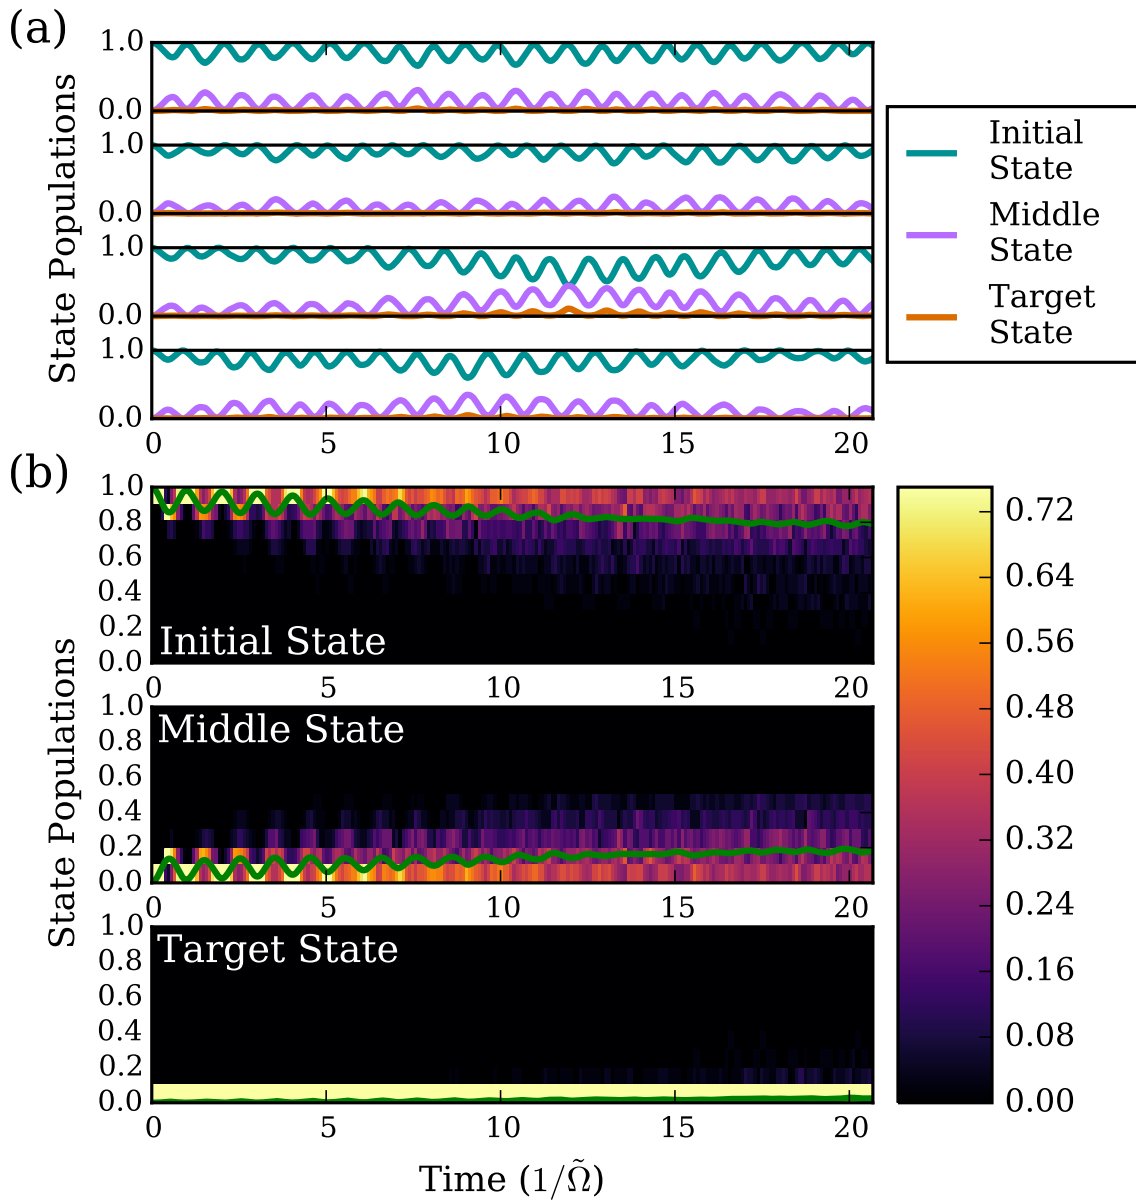 (a)
State Populations
1.0
0.0
1.0
0.0
1.0
0.0
1.0
0.0
0 5 10 15 20
Initial
State
Middle
State
Target
State
(b)
State Populations
1.0
0.8
0.6
0.4
0.2
0.0
Initial State
0 5 10 15 20
1.0
0.8
0.6
0.4
0.2
0.0
Middle State
0 5 10 15 20
1.0
0.8
0.6
0.4
0.2
0.0
Target State
0 5 10 15 20
Time (1/Ω̃)
0.72
0.64
0.56
0.48
0.40
0.32
0.24
0.16
0.08
0.00